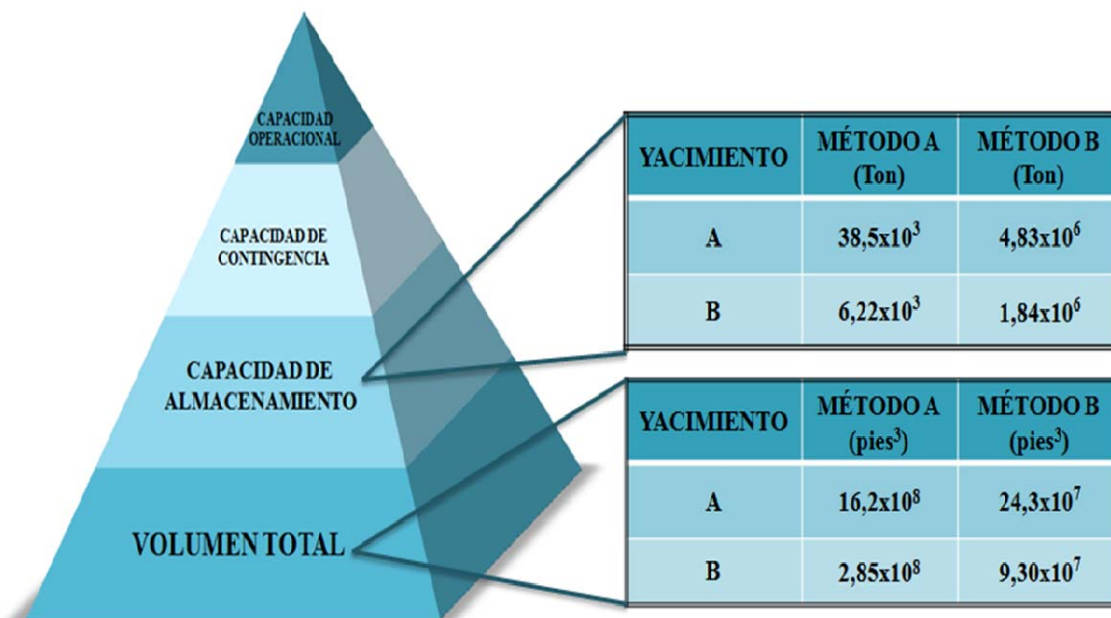 CAPACIDAD
OPERACIONAL
CAPACIDAD DE
CONTINGENCIA
CAPACIDAD DE
ALMACENAMIENTO
VOLUMEN TOTAL
YACIMIENTO MÉTODO A (Ton) MÉTODO B (Ton)
A 38,5x10³ 4,83x10⁶
B 6,22x10³ 1,84x10⁶
YACIMIENTO MÉTODO A (pies³) MÉTODO B (pies³)
A 16,2x10⁸ 24,3x10⁷
B 2,85x10⁸ 9,30x10⁷